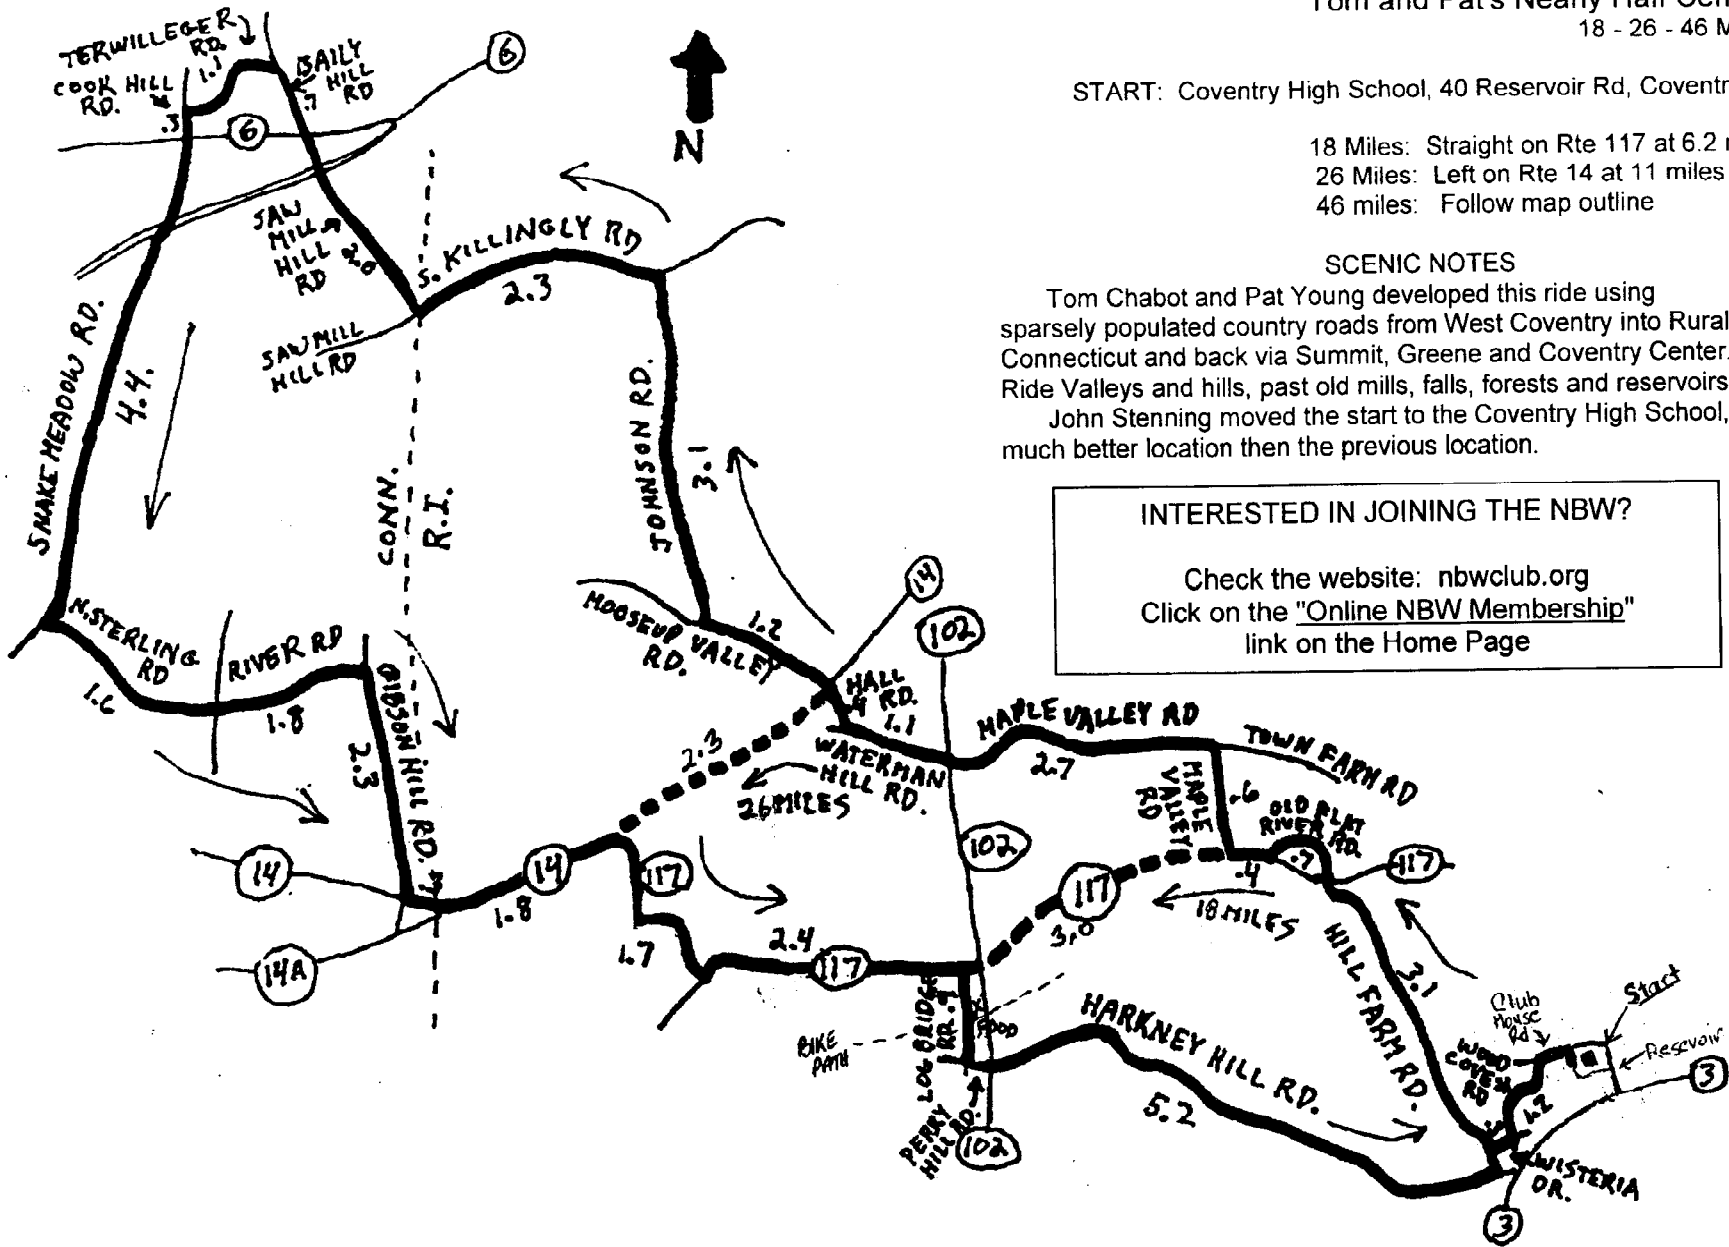 Tom and Pat's Nearly Half Cen
18 - 26 - 46 M
START: Coventry High School, 40 Reservoir Rd, Coventr
18 Miles: Straight on Rte 117 at 6.2
26 Miles: Left on Rte 14 at 11 miles
46 miles: Follow map outline
SCENIC NOTES
Tom Chabot and Pat Young developed this ride using
sparsely populated country roads from West Coventry into Rural
Connecticut and back via Summit, Greene and Coventry Center.
Ride Valleys and hills, past old mills, falls, forests and reservoirs
John Stenning moved the start to the Coventry High School,
much better location then the previous location.
INTERESTED IN JOINING THE NBW?
Check the website: nbwclub.org
Click on the "Online NBW Membership"
link on the Home Page
TERWILLEGER
RD.
1.1
COOK HILL
RD.
.3
BAILY
HILL
RD
.7
6
6
N
SAW
MILL
HILL
RD
2.0
S. KILLINGLY RD
2.3
SAW MILL
HILL RD
SNAKE MEADOW RD.
4.4.
CONN.
R.I.
JOHNSON RD.
3.1
MOOSEUP VALLEY
RD.
1.2
14
102
HALL
RD.
.4
1.1
WATERMAN
HILL RD.
MAPLE VALLEY RD
2.7
TOWN FARM RD
MAPLE
VALLEY
RD
.6
OLD FLAT
RIVER RD.
.7
.4
117
N. STERLING
RD
1.6
RIVER RD
1.8
GIBSON HILL RD.
2.3
.7
2.3
26 MILES
14
14
14A
1.8
117
1.7
2.4
117
102
117
3.0
18 MILES
HILL FARM RD.
3.1
LOG BRIDGE
RR.
FOOD
BIKE
PATH
PERRY
HILL RD.
102
HARKNEY HILL RD.
5.2
Club
House
Rd
Start
Reservoir
WOOD
COVE
RD
1.2
3
WISTERIA
DR.
3